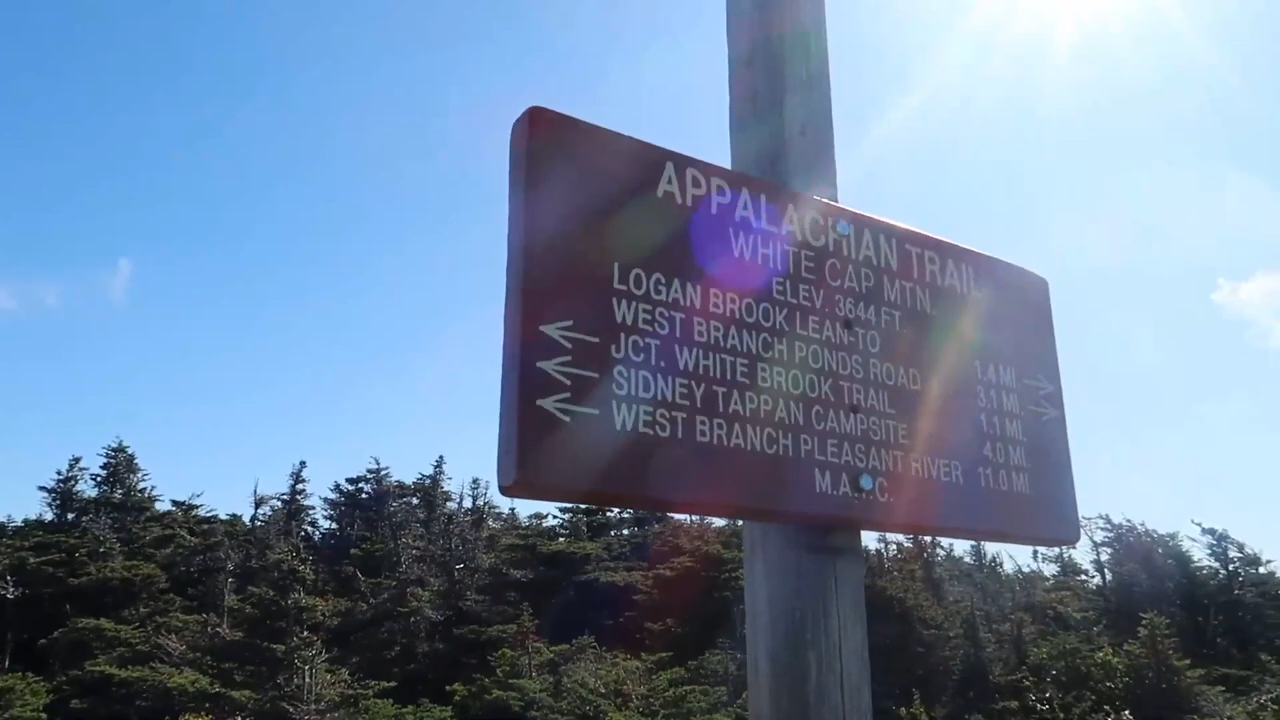 APPALACHIAN TRAIL
WHITE CAP MTN.
ELEV. 3644 FT.
LOGAN BROOK LEAN-TO 1.4 MI.
WEST BRANCH PONDS ROAD 3.1 MI.
JCT. WHITE BROOK TRAIL 1.1 MI.
SIDNEY TAPPAN CAMPSITE 4.0 MI.
WEST BRANCH PLEASANT RIVER 11.0 MI.